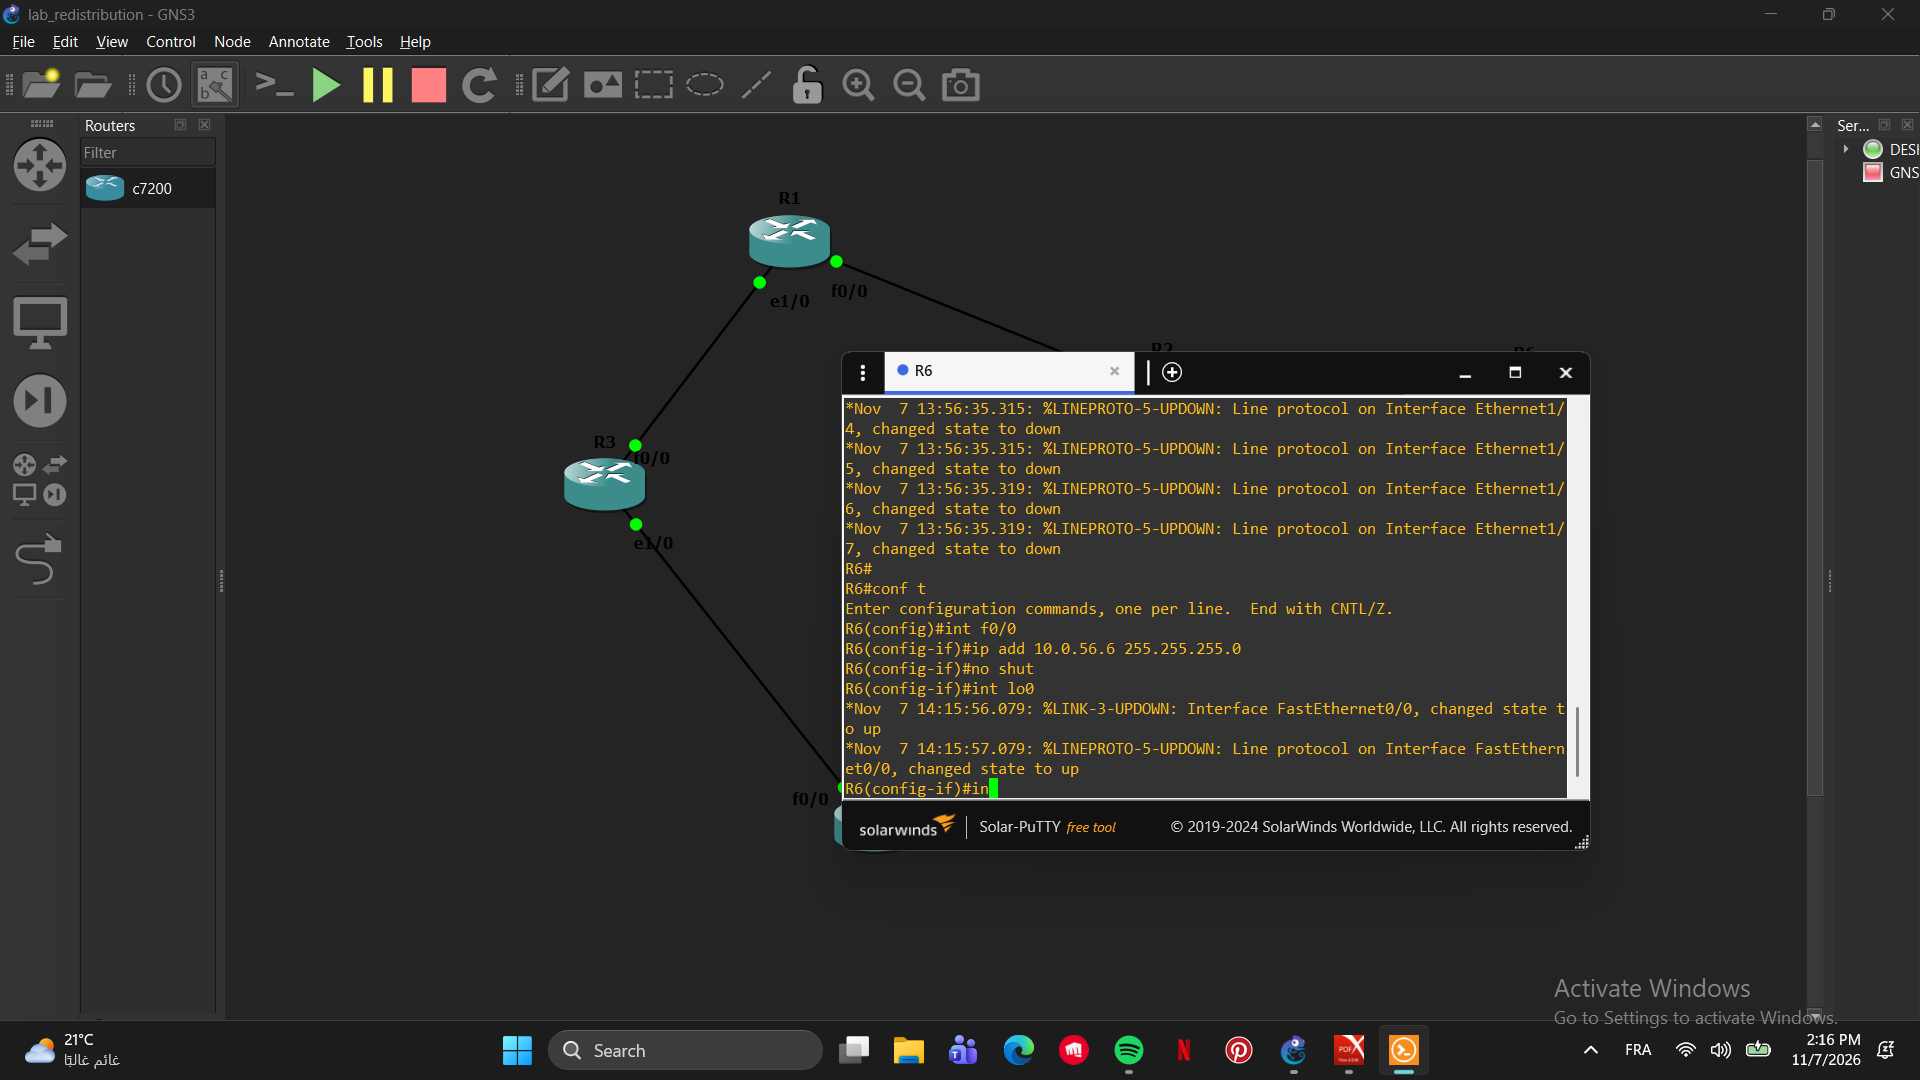 lab_redistribution - GNS3
File Edit View Control Node Annotate Tools Help
Routers
Filter
c7200
R1
e1/0
f0/0
R3
f0/0
e1/0
f0/0
R2
Ser...
DESH
GNS
R6
*Nov  7 13:56:35.315: %LINEPROTO-5-UPDOWN: Line protocol on Interface Ethernet1/
4, changed state to down
*Nov  7 13:56:35.315: %LINEPROTO-5-UPDOWN: Line protocol on Interface Ethernet1/
5, changed state to down
*Nov  7 13:56:35.319: %LINEPROTO-5-UPDOWN: Line protocol on Interface Ethernet1/
6, changed state to down
*Nov  7 13:56:35.319: %LINEPROTO-5-UPDOWN: Line protocol on Interface Ethernet1/
7, changed state to down
R6#
R6#conf t
Enter configuration commands, one per line.  End with CNTL/Z.
R6(config)#int f0/0
R6(config-if)#ip add 10.0.56.6 255.255.255.0
R6(config-if)#no shut
R6(config-if)#int lo0
*Nov  7 14:15:56.079: %LINK-3-UPDOWN: Interface FastEthernet0/0, changed state t
o up
*Nov  7 14:15:57.079: %LINEPROTO-5-UPDOWN: Line protocol on Interface FastEthern
et0/0, changed state to up
R6(config-if)#in
solarwinds Solar-PuTTY free tool © 2019-2024 SolarWinds Worldwide, LLC. All rights reserved.
Activate Windows
Go to Settings to activate Windows.
21°C
غائم غالبًا
Search
FRA
2:16 PM
11/7/2026